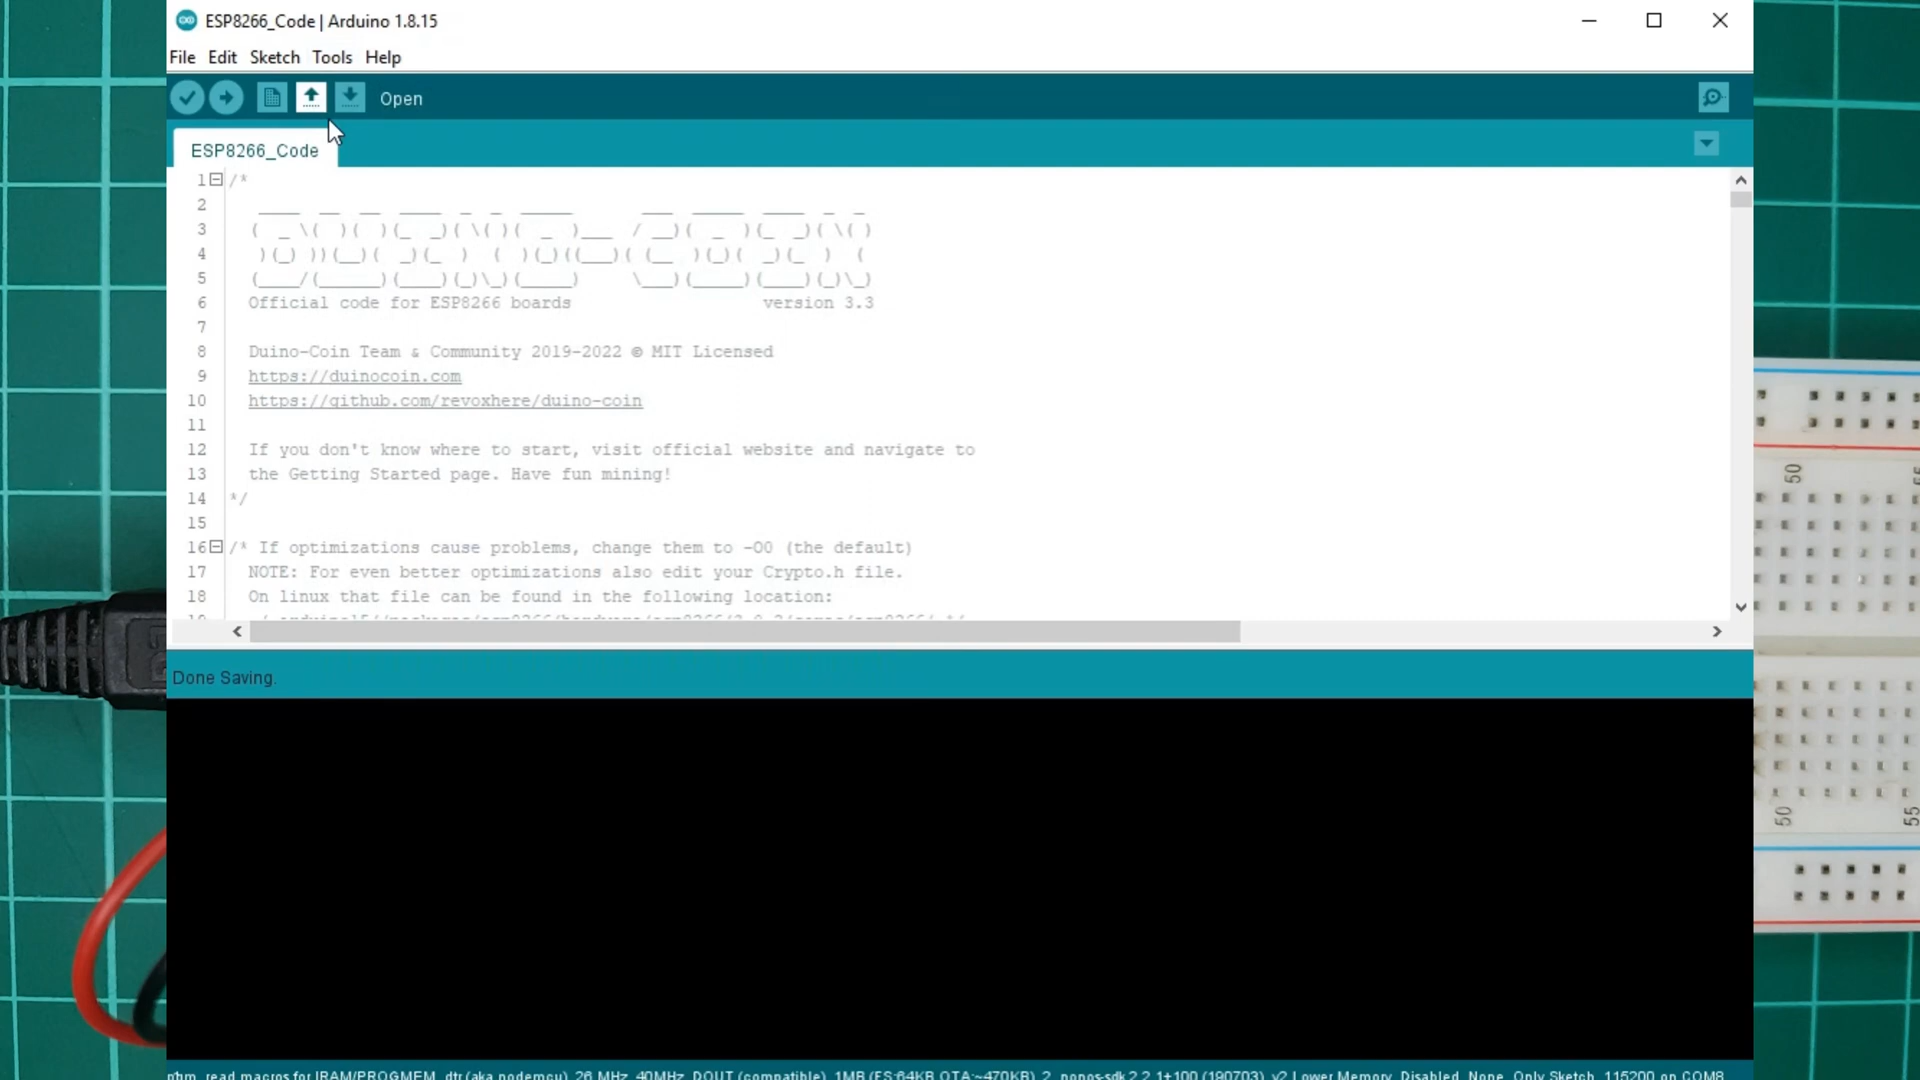 ESP8266_Code | Arduino 1.8.15
File Edit Sketch Tools Help
Open
ESP8266_Code
1 /*
2
3
4
5
6 Official code for ESP8266 boards version 3.3
7
8 Duino-Coin Team & Community 2019-2022 © MIT Licensed
9 https://duinocoin.com
10 https://github.com/revoxhere/duino-coin
11
12 If you don't know where to start, visit official website and navigate to
13 the Getting Started page. Have fun mining!
14 */
15
16 /* If optimizations cause problems, change them to -O0 (the default)
17 NOTE: For even better optimizations also edit your Crypto.h file.
18 On linux that file can be found in the following location:
Done Saving.
read macros for IRAM/PROGMEM, dtr (aka nodemcu), 26 MHz, 40MHz, DOUT (compatible), 1MB (FS:64KB OTA:~470KB), 2, nonos-sdk 2.2.1+100 (190703), v2 Lower Memory, Disabled, None, Only Sketch, 115200 on COM8
50
50
55